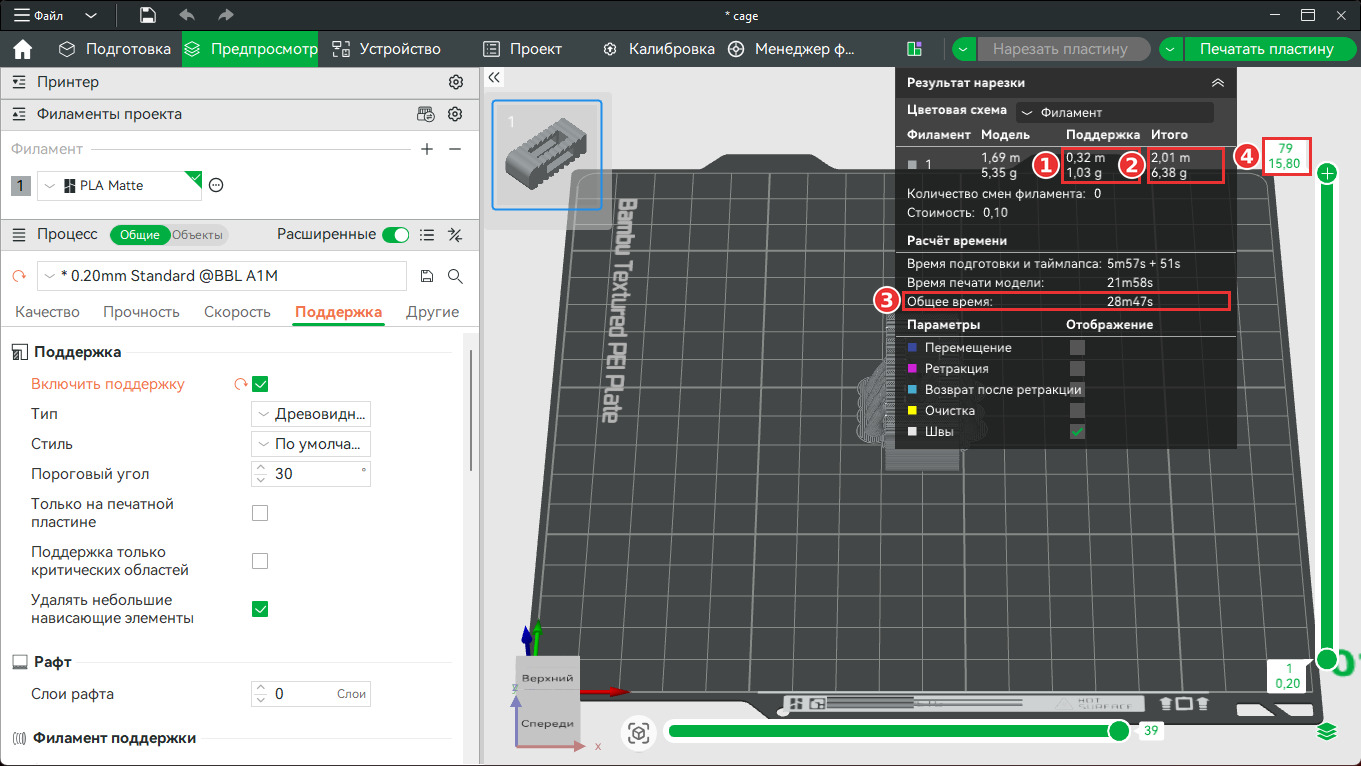 Файл
* cage
Подготовка
Предпросмотр
Устройство
Проект
Калибровка
Менеджер ф...
Нарезать пластину
Печатать пластину
Принтер
Филаменты проекта
Филамент
1 PLA Matte
Процесс Общие Объекты Расширенные
* 0.20mm Standard @BBL A1M
Качество Прочность Скорость Поддержка Другие
Поддержка
Включить поддержку
Тип Древовидн...
Стиль По умолча...
Пороговый угол 30 °
Только на печатной
пластине
Поддержка только
критических областей
Удалять небольшие
нависающие элементы
Рафт
Слои рафта 0 Слои
Филамент поддержки
1
Bambu Textured PEI Plate
Результат нарезки
Цветовая схема Филамент
Филамент Модель Поддержка Итого
1 1,69 m 0,32 m 2,01 m
5,35 g 1,03 g 6,38 g
1
2
Количество смен филамента: 0
Стоимость: 0,10
Расчёт времени
Время подготовки и таймлапса: 5m57s + 51s
Время печати модели: 21m58s
3
Общее время: 28m47s
Параметры Отображение
Перемещение
Ретракция
Возврат после ретракции
Очистка
Швы
4
79
15,80
1
0,20
Верхний
Спереди
z
x
HOT
SURFACE
39